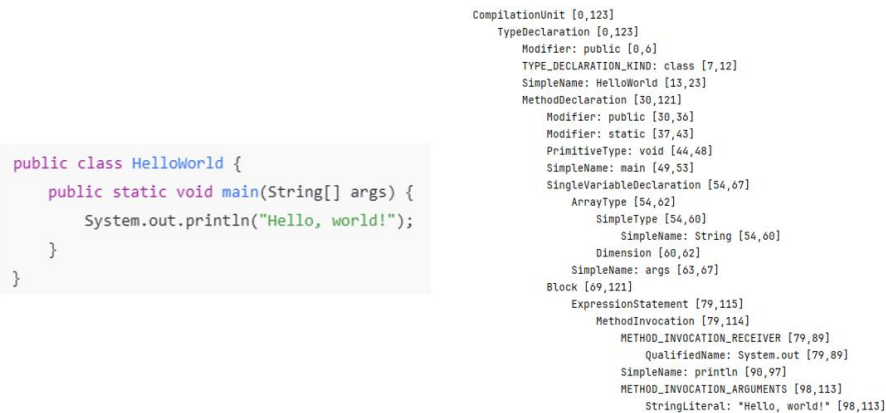 public class HelloWorld {
public static void main(String[] args) {
System.out.println("Hello, world!");
}
}
CompilationUnit [0,123]
TypeDeclaration [0,123]
Modifier: public [0,6]
TYPE_DECLARATION_KIND: class [7,12]
SimpleName: HelloWorld [13,23]
MethodDeclaration [30,121]
Modifier: public [30,36]
Modifier: static [37,43]
PrimitiveType: void [44,48]
SimpleName: main [49,53]
SingleVariableDeclaration [54,67]
ArrayType [54,62]
SimpleType [54,60]
SimpleName: String [54,60]
Dimension [60,62]
SimpleName: args [63,67]
Block [69,121]
ExpressionStatement [79,115]
MethodInvocation [79,114]
METHOD_INVOCATION_RECEIVER [79,89]
QualifiedName: System.out [79,89]
SimpleName: println [90,97]
METHOD_INVOCATION_ARGUMENTS [98,113]
StringLiteral: "Hello, world!" [98,113]